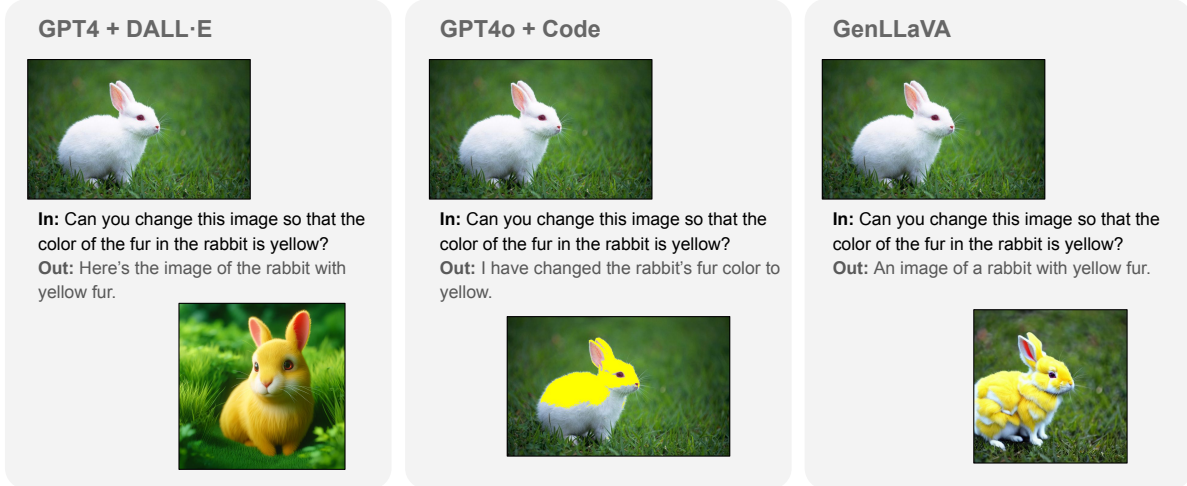 GPT4 + DALL·E
In: Can you change this image so that the
color of the fur in the rabbit is yellow?
Out: Here's the image of the rabbit with
yellow fur.
GPT4o + Code
In: Can you change this image so that the
color of the fur in the rabbit is yellow?
Out: I have changed the rabbit's fur color to
yellow.
GenLLaVA
In: Can you change this image so that the
color of the fur in the rabbit is yellow?
Out: An image of a rabbit with yellow fur.